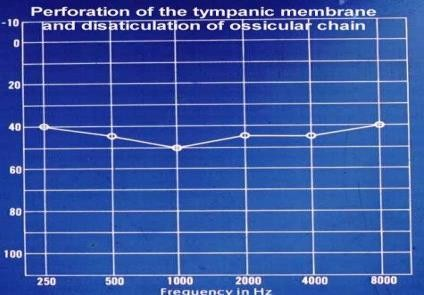 Perforation of the tympanic membrane
and disaticulation of ossicular chain
-10
0
20
40
60
80
100
250 500 1000 2000 4000 8000
Frequency in Hz